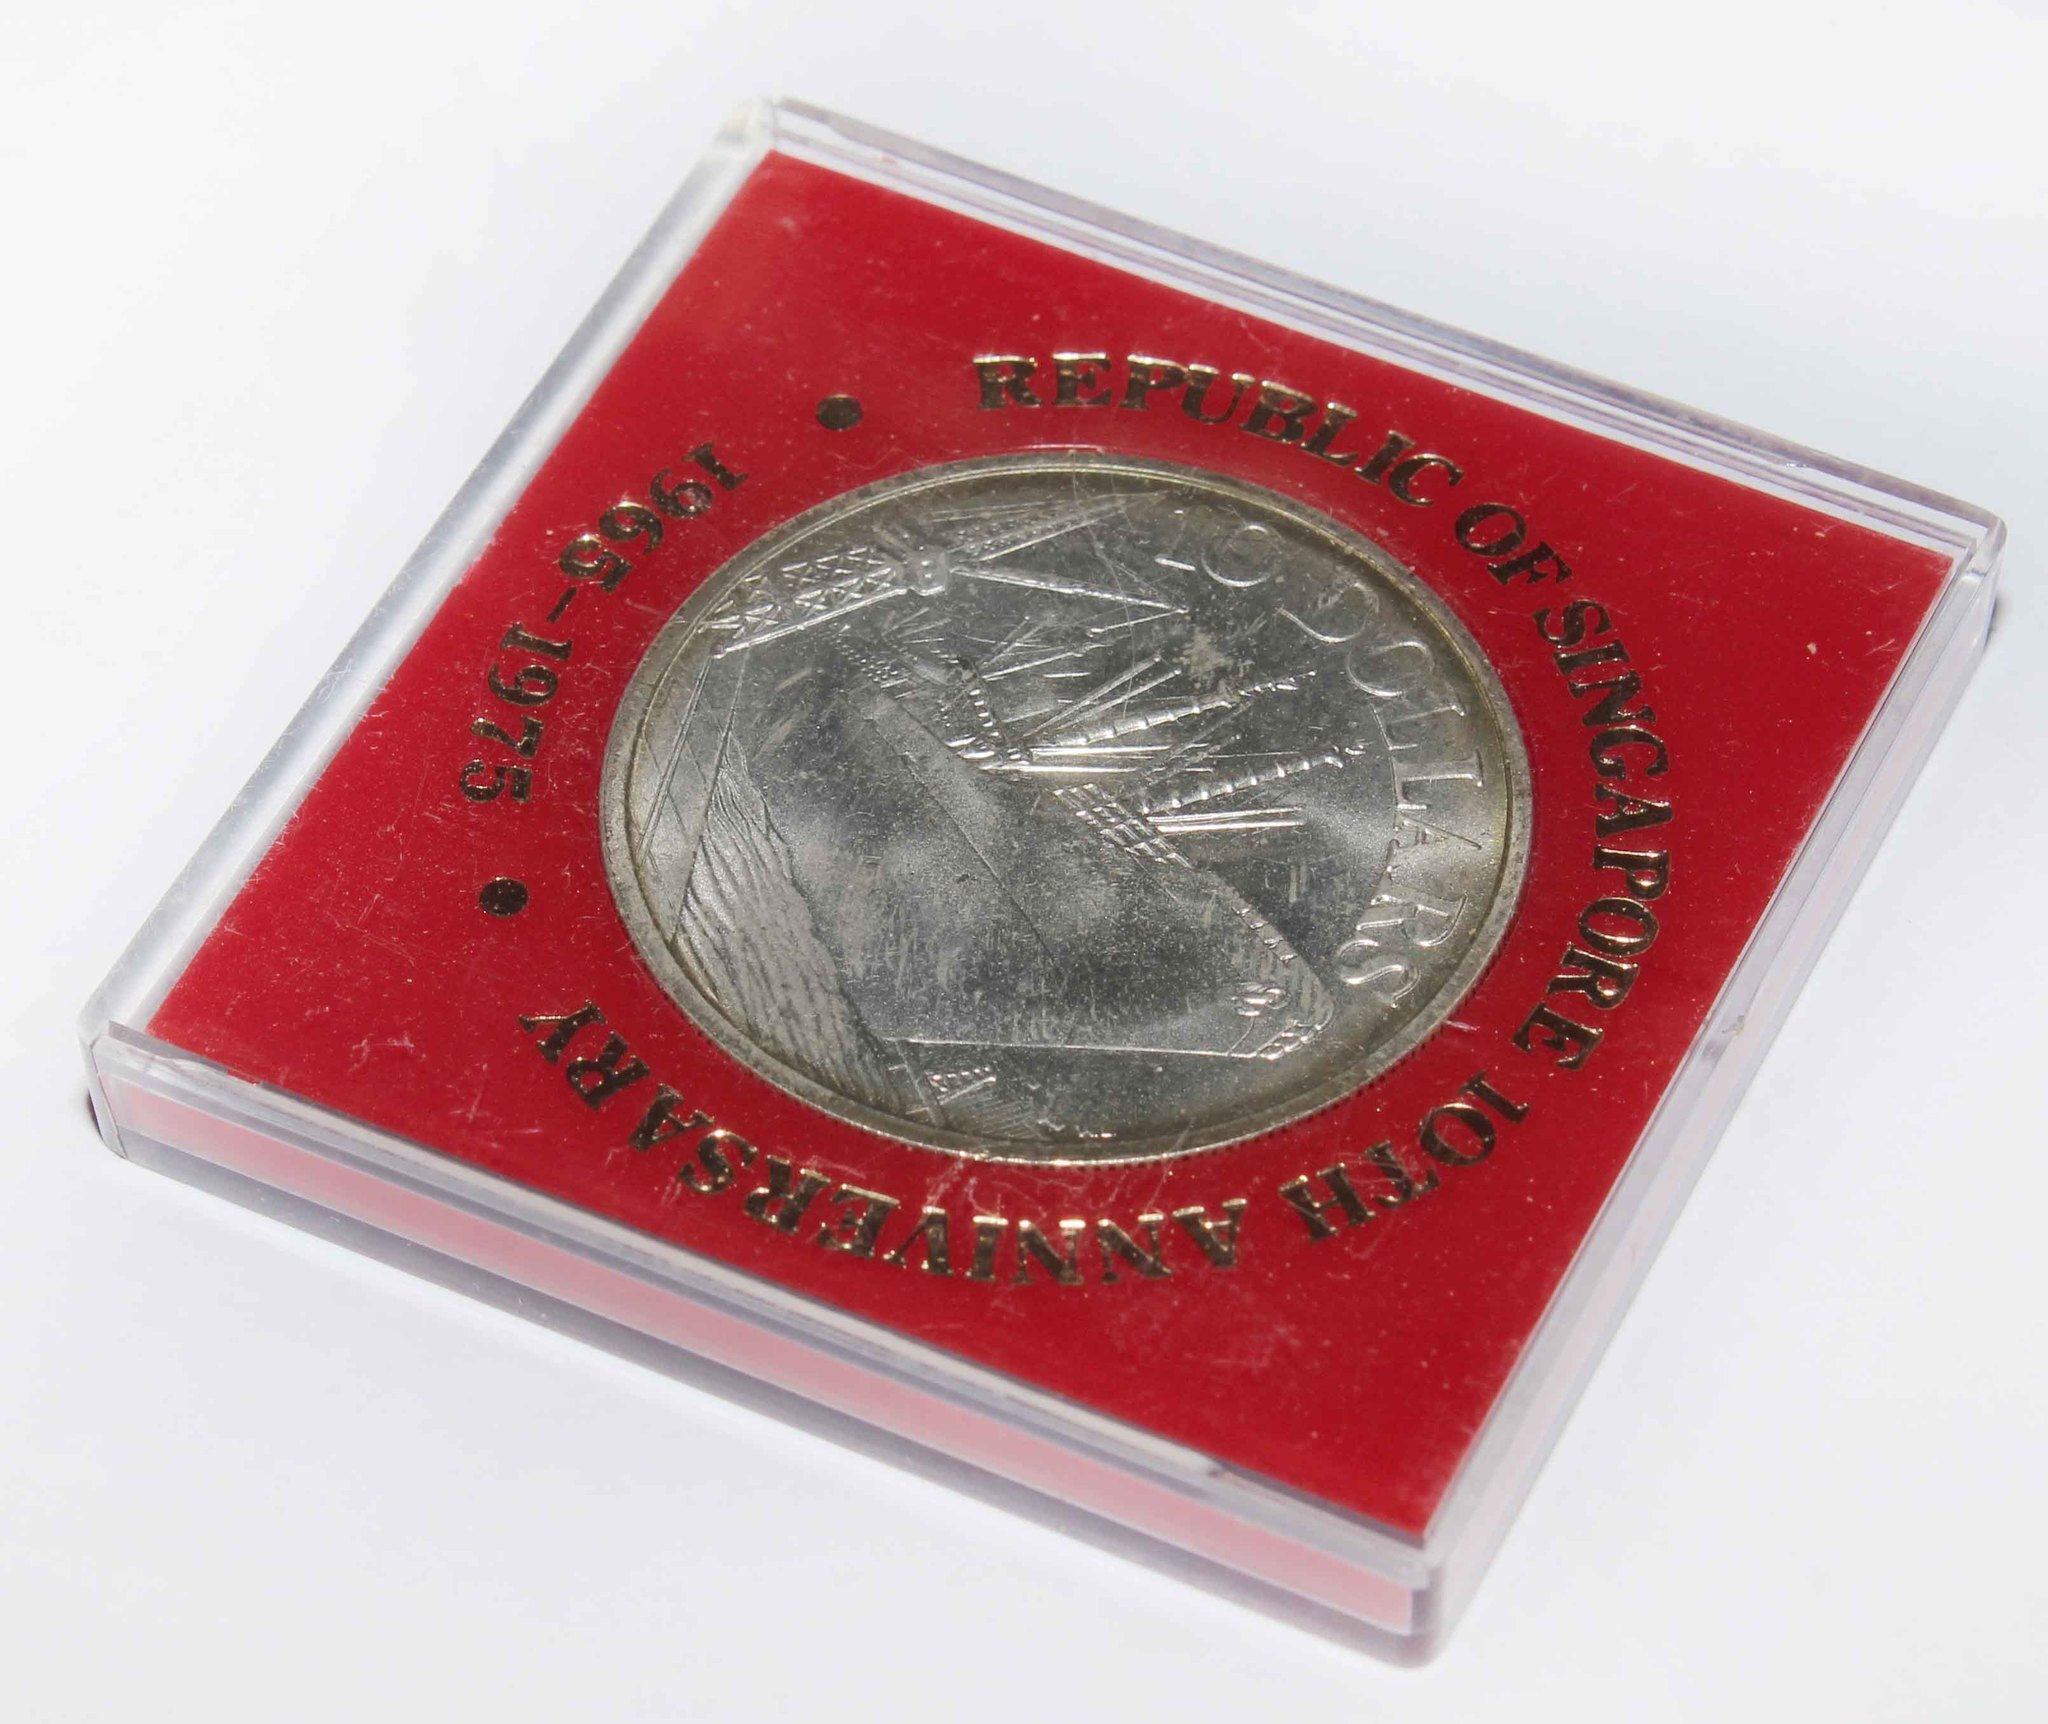 REPUBLIC OF SINGAPORE 10TH ANNIVERSARY
• 1965-1975 •
10 DOLLARS